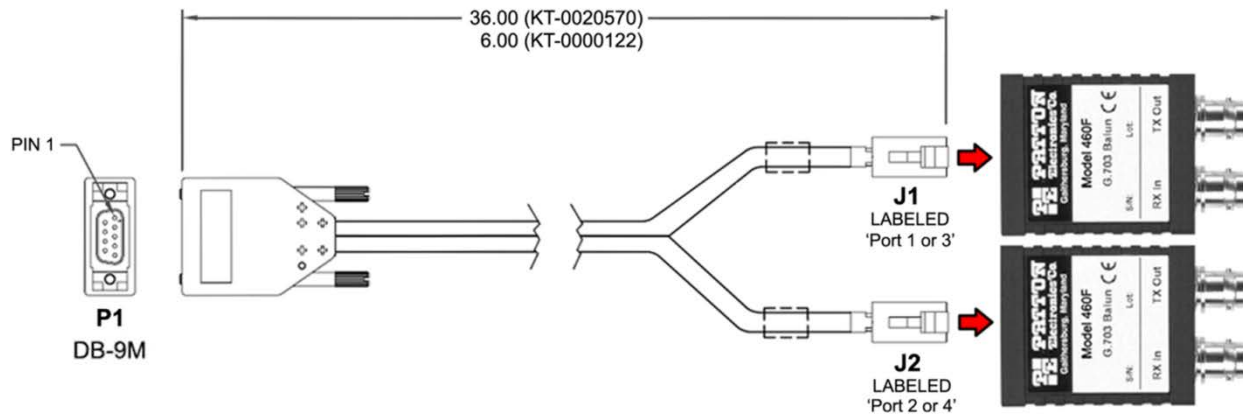 36.00 (KT-0020570)
6.00 (KT-0000122)
PIN 1
P1
DB-9M
J1
LABELED
'Port 1 or 3'
J2
LABELED
'Port 2 or 4'
PATTON
Electronics Co.
Gaithersburg, Maryland
Model 460F
G.703 Balun CE
S/N: Lot:
RX In TX Out
PATTON
Electronics Co.
Gaithersburg, Maryland
Model 460F
G.703 Balun CE
S/N: Lot:
RX In TX Out